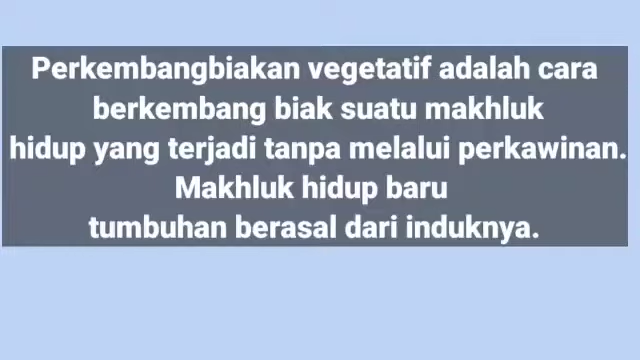 Perkembangbiakan vegetatif adalah cara
berkembang biak suatu makhluk
hidup yang terjadi tanpa melalui perkawinan.
Makhluk hidup baru
tumbuhan berasal dari induknya.